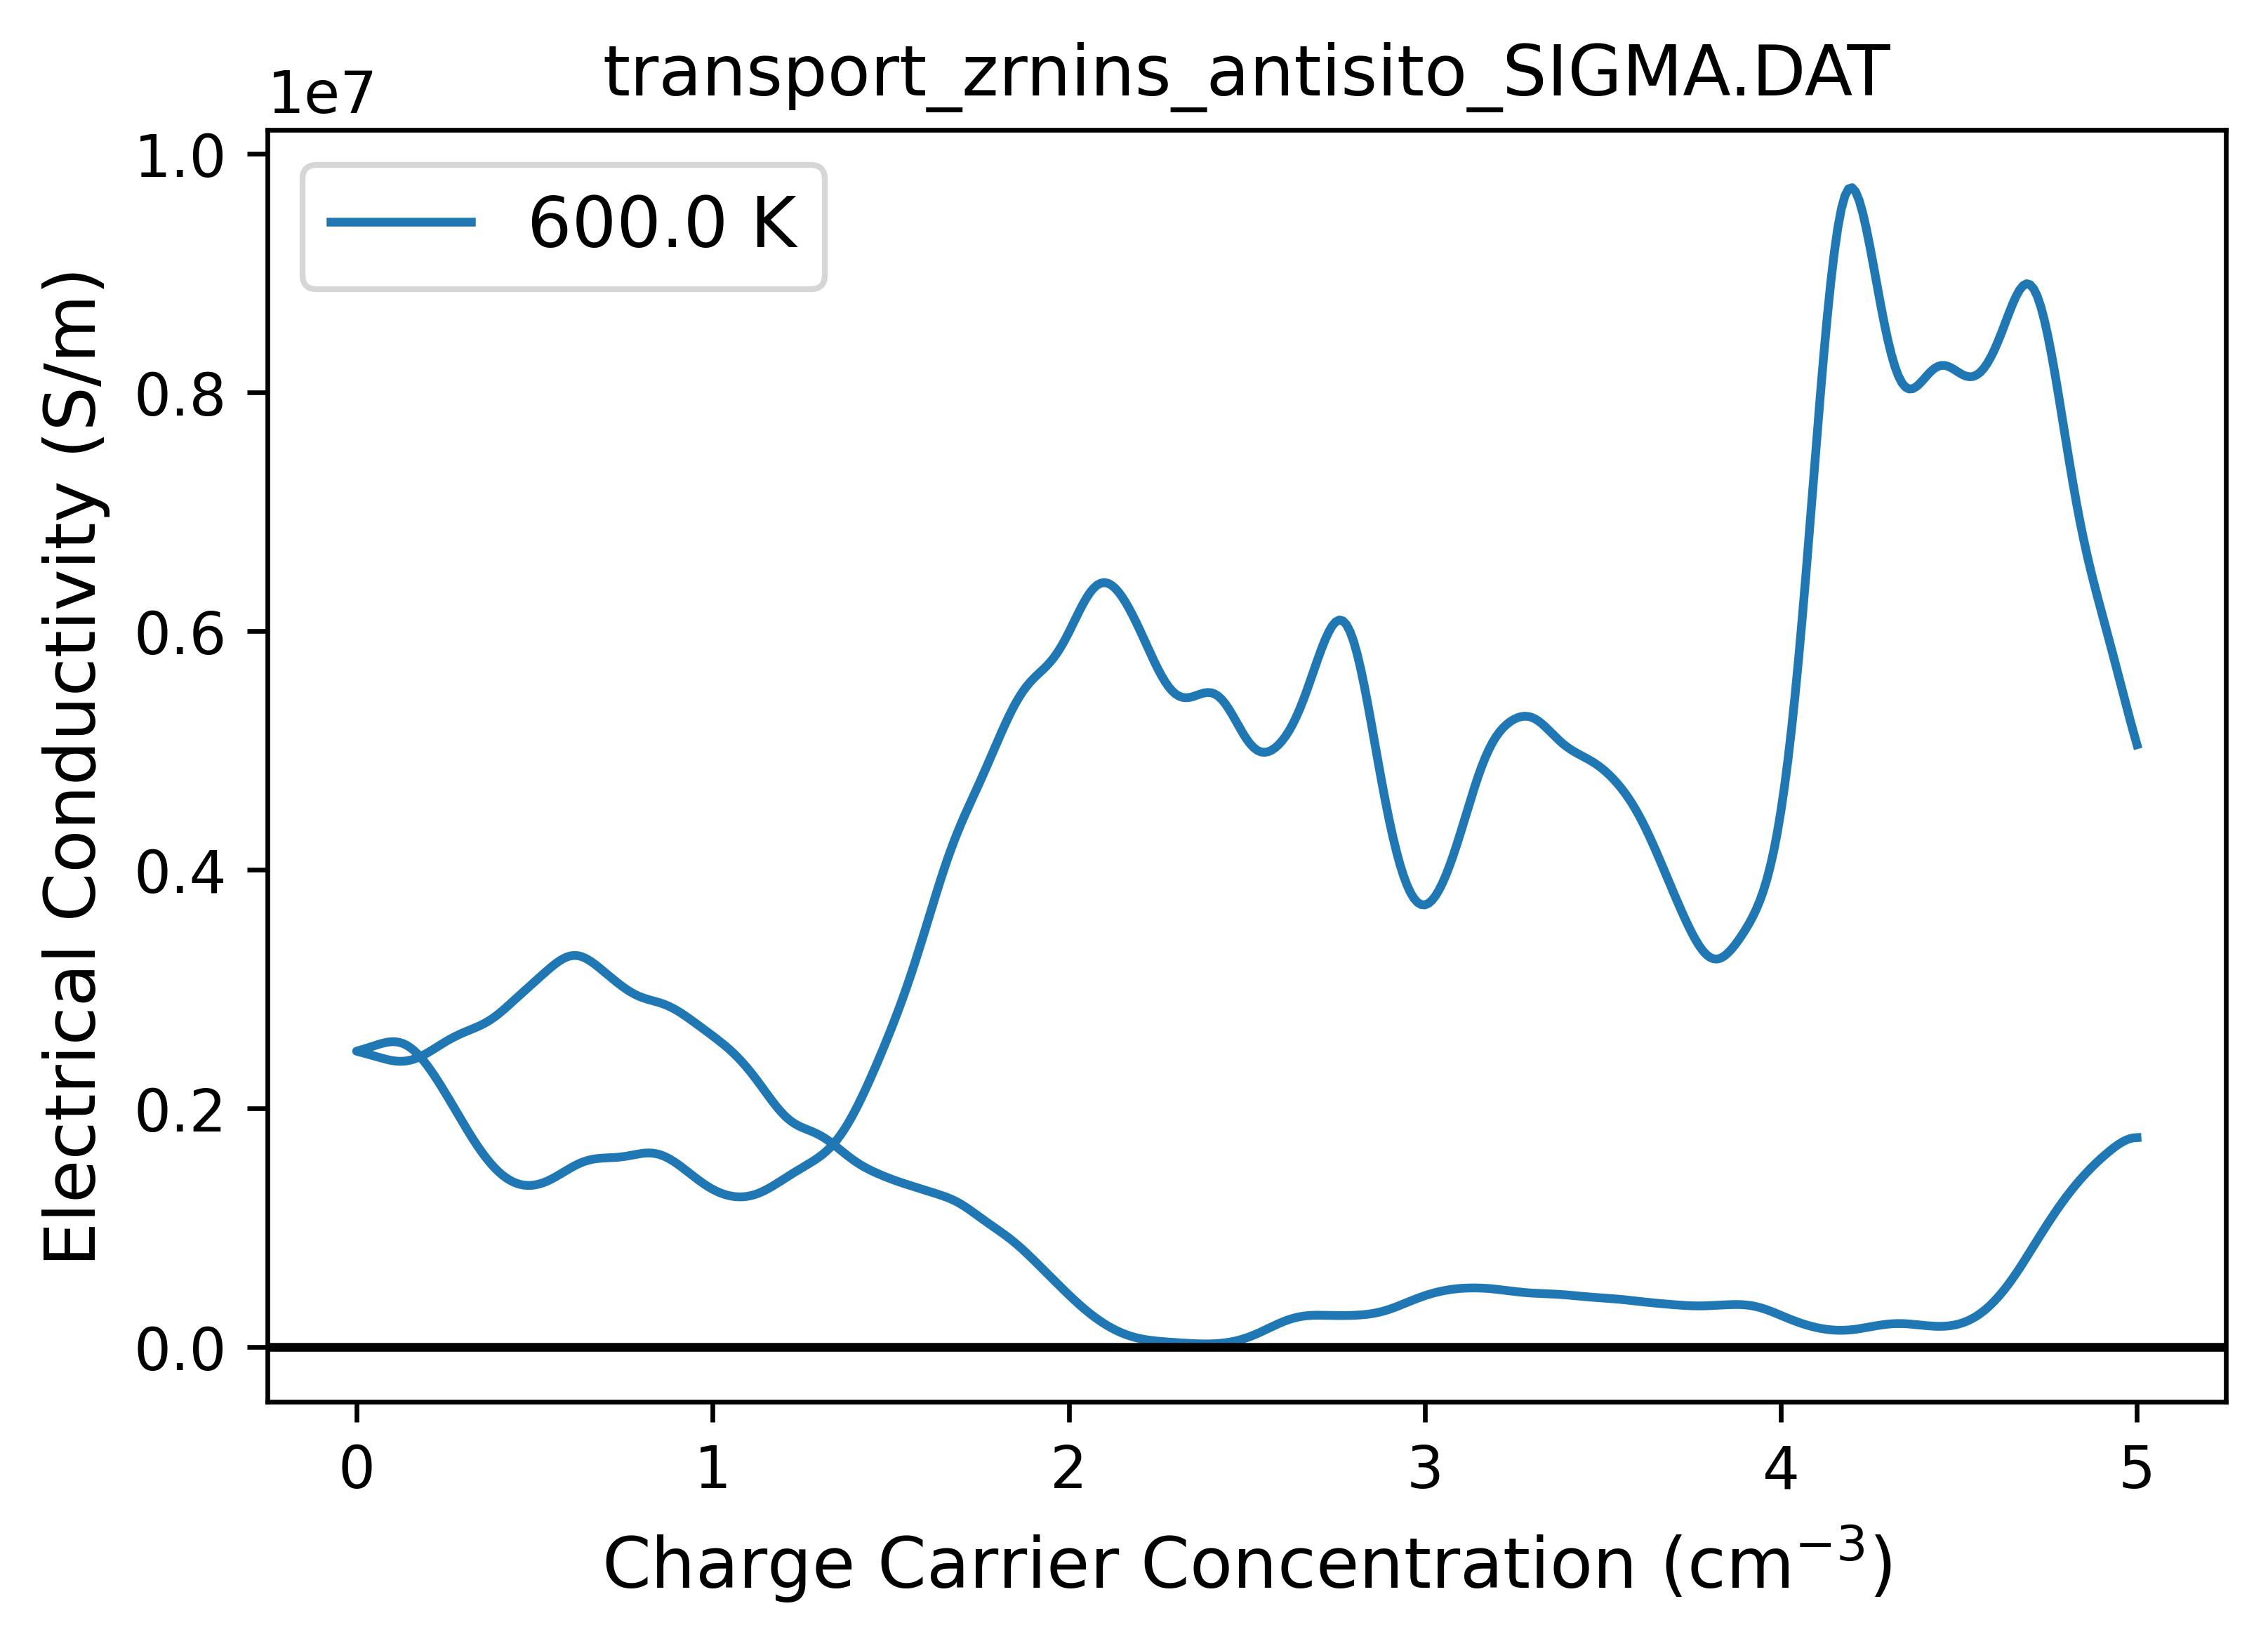 transport_zrnins_antisito_SIGMA.DAT
1e7
600.0 K
1.0
0.8
0.6
0.4
0.2
0.0
Electrical Conductivity (S/m)
0 1 2 3 4 5
Charge Carrier Concentration (cm⁻³)